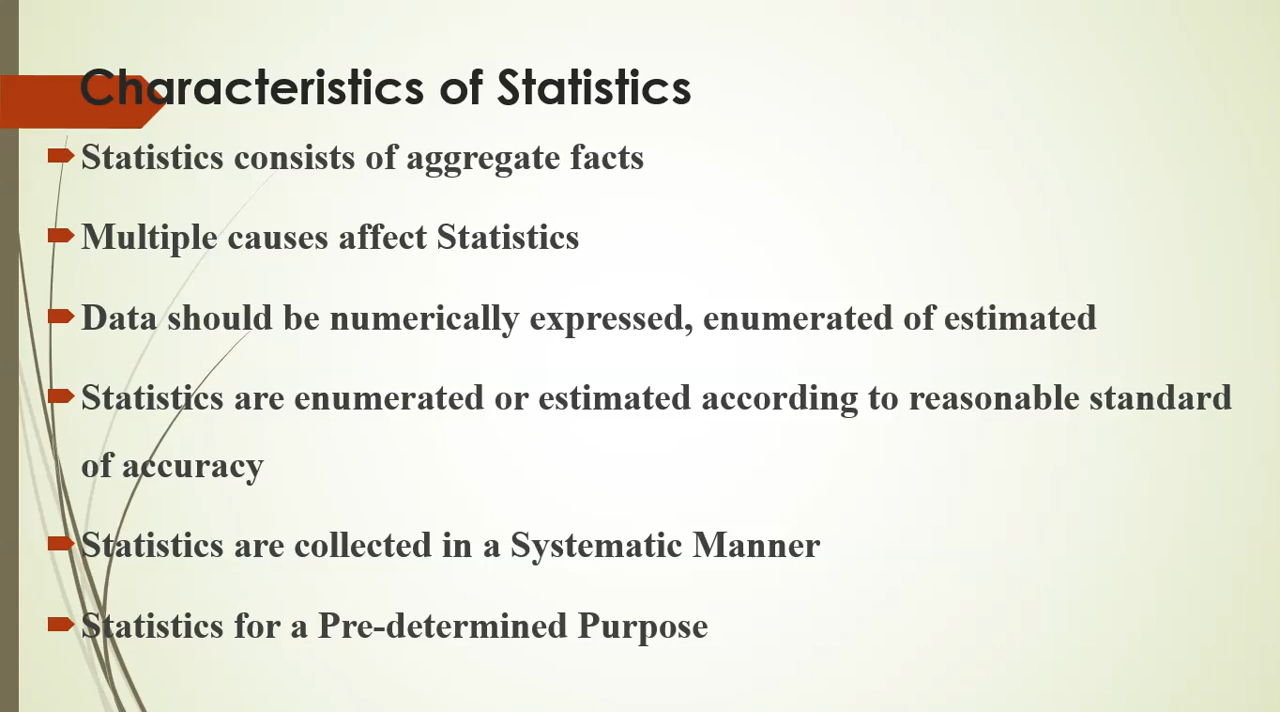 Characteristics of Statistics
Statistics consists of aggregate facts
Multiple causes affect Statistics
Data should be numerically expressed, enumerated of estimated
Statistics are enumerated or estimated according to reasonable standard
of accuracy
Statistics are collected in a Systematic Manner
Statistics for a Pre-determined Purpose